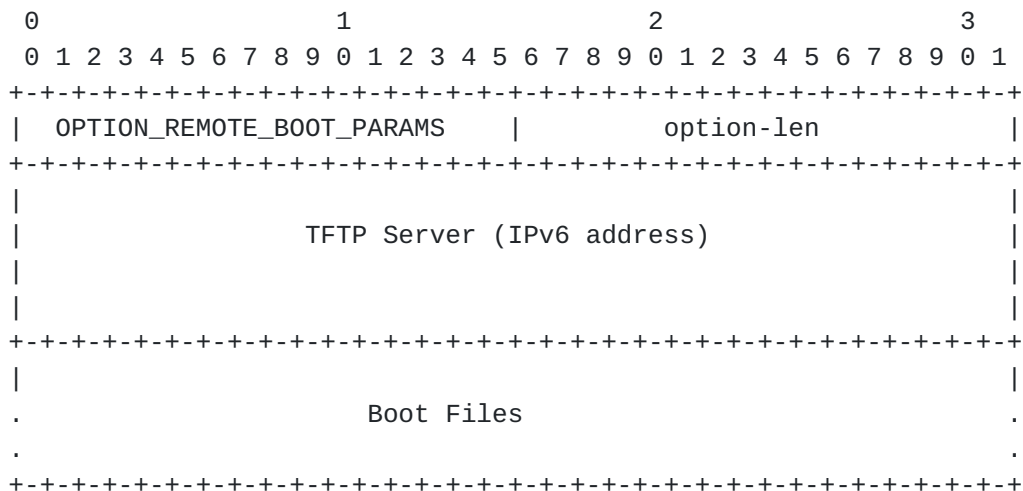 0                   1                   2                   3
0 1 2 3 4 5 6 7 8 9 0 1 2 3 4 5 6 7 8 9 0 1 2 3 4 5 6 7 8 9 0 1
+-+-+-+-+-+-+-+-+-+-+-+-+-+-+-+-+-+-+-+-+-+-+-+-+-+-+-+-+-+-+-+-+
|  OPTION_REMOTE_BOOT_PARAMS    |         option-len            |
+-+-+-+-+-+-+-+-+-+-+-+-+-+-+-+-+-+-+-+-+-+-+-+-+-+-+-+-+-+-+-+-+
|                                                               |
|                  TFTP Server (IPv6 address)                   |
|                                                               |
|                                                               |
+-+-+-+-+-+-+-+-+-+-+-+-+-+-+-+-+-+-+-+-+-+-+-+-+-+-+-+-+-+-+-+-+
|                                                               |
.                      Boot Files                               .
.                                                               .
+-+-+-+-+-+-+-+-+-+-+-+-+-+-+-+-+-+-+-+-+-+-+-+-+-+-+-+-+-+-+-+-+